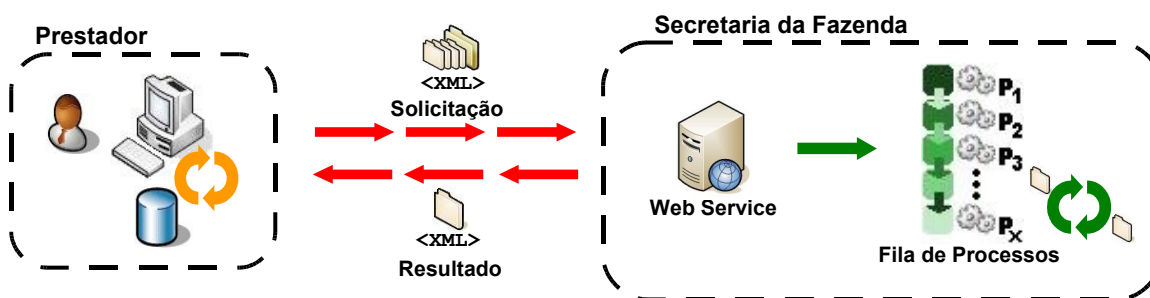 Prestador
<XML>
Solicitação
<XML>
Resultado
Secretaria da Fazenda
Web Service
P1
P2
P3
Px
Fila de Processos